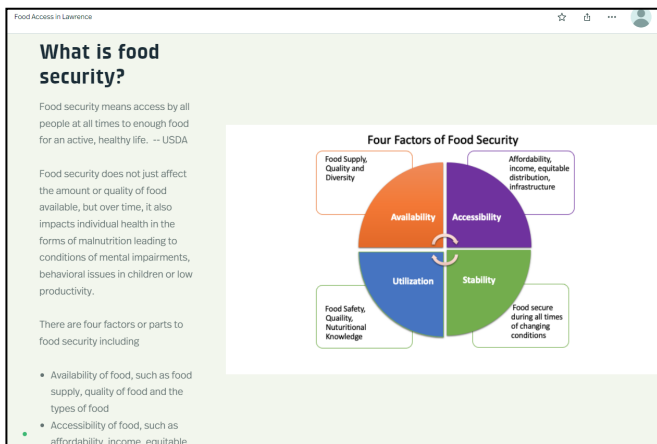 Food Access in Lawrence
What is food
security?
Food security means access by all
people at all times to enough food
for an active, healthy life. -- USDA
Food security does not just affect
the amount or quality of food
available, but over time, it also
impacts individual health in the
forms of malnutrition leading to
conditions of mental impairments,
behavioral issues in children or low
productivity.
There are four factors or parts to
food security including
• Availability of food, such as food
supply, quality of food and the
types of food
• Accessibility of food, such as
affordability, income, equitable
Four Factors of Food Security
Food Supply,
Quality and
Diversity
Affordability,
income, equitable
distribution,
infrastructure
Availability
Accessibility
Utilization
Stability
Food Safety,
Quaility,
Nuturitional
Knowledge
Food secure
during all times
of changing
conditions